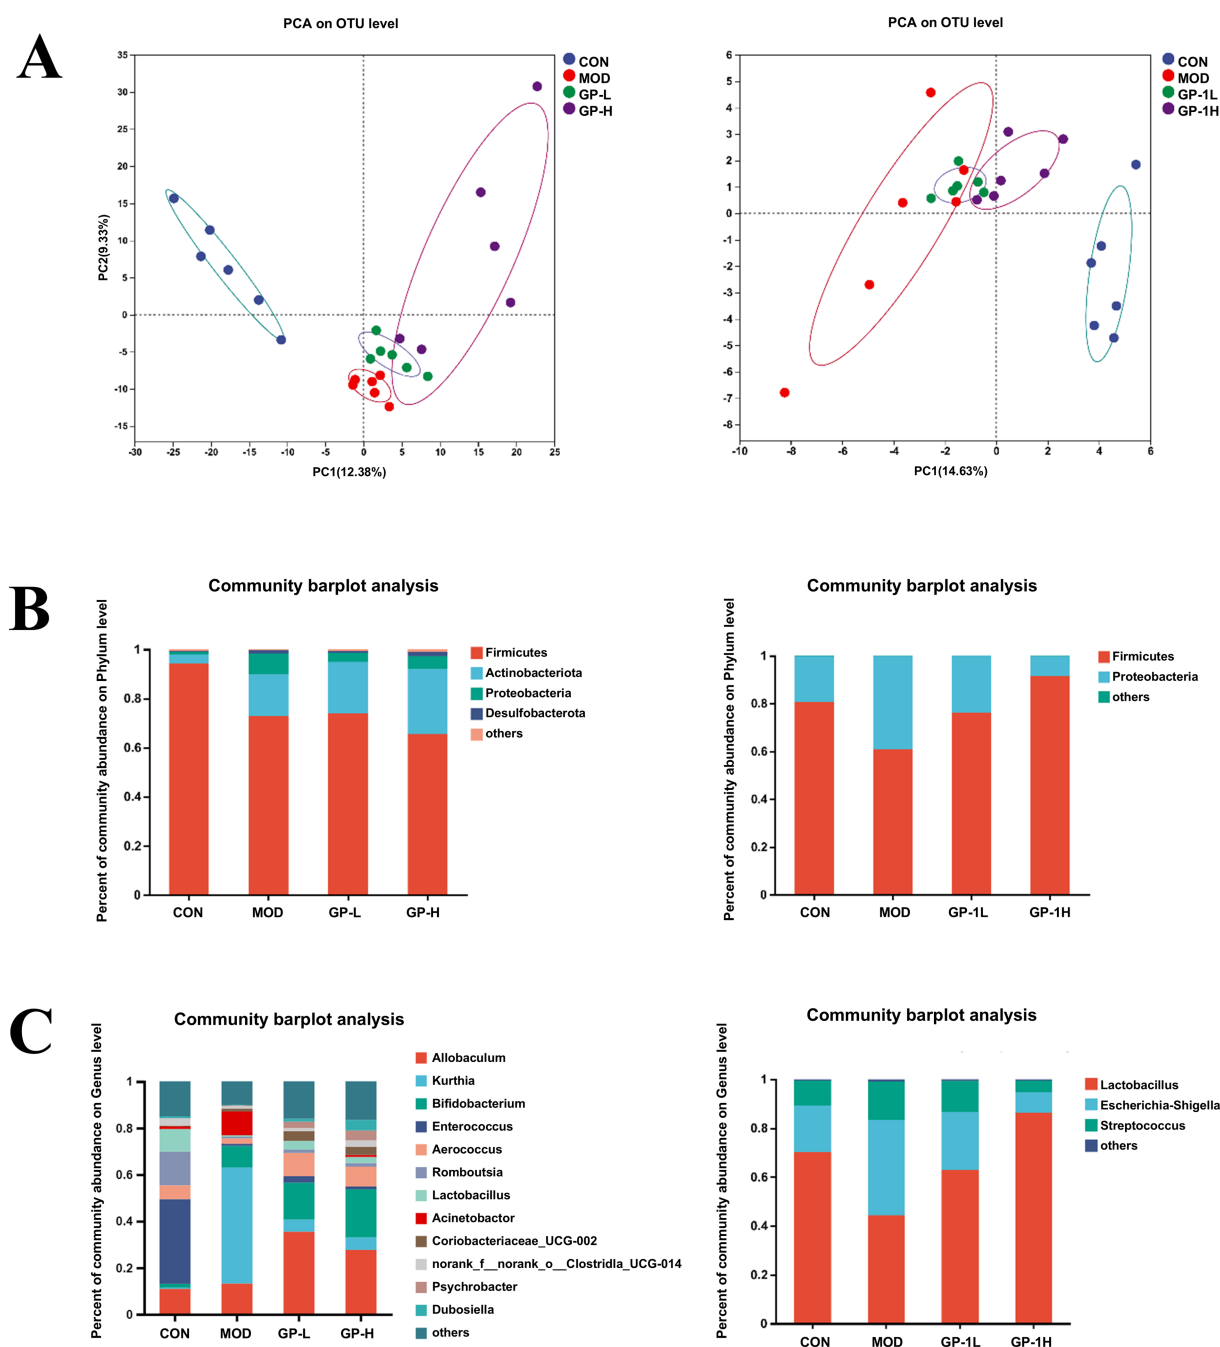 A
PCA on OTU level
35
30
25
20
15
10
5
0
-5
-10
-15
-30
-25
-20
-15
-10
-5
0
5
10
15
20
25
PC2(9.33%)
PC1(12.38%)
CON
MOD
GP-L
GP-H
PCA on OTU level
6
5
4
3
2
1
0
-1
-2
-3
-4
-5
-6
-7
-8
-10
-8
-6
-4
-2
0
2
4
6
PC1(14.63%)
CON
MOD
GP-1L
GP-1H
B
Community barplot analysis
Percent of community abundance on Phylum level
1
0.8
0.6
0.4
0.2
0
CON
MOD
GP-L
GP-H
Firmicutes
Actinobacteriota
Proteobacteria
Desulfobacterota
others
Community barplot analysis
Percent of community abundance on Phylum level
1
0.8
0.6
0.4
0.2
0
CON
MOD
GP-1L
GP-1H
Firmicutes
Proteobacteria
others
C
Community barplot analysis
Percent of community abundance on Genus level
1
0.8
0.6
0.4
0.2
0
CON
MOD
GP-L
GP-H
Allobaculum
Kurthia
Bifidobacterium
Enterococcus
Aerococcus
Romboutsia
Lactobacillus
Acinetobactor
Coriobacteriaceae_UCG-002
norank_f__norank_o__Clostridla_UCG-014
Psychrobacter
Dubosiella
others
Community barplot analysis
Percent of community abundance on Genus level
1
0.8
0.6
0.4
0.2
0
CON
MOD
GP-1L
GP-1H
Lactobacillus
Escherichia-Shigella
Streptococcus
others